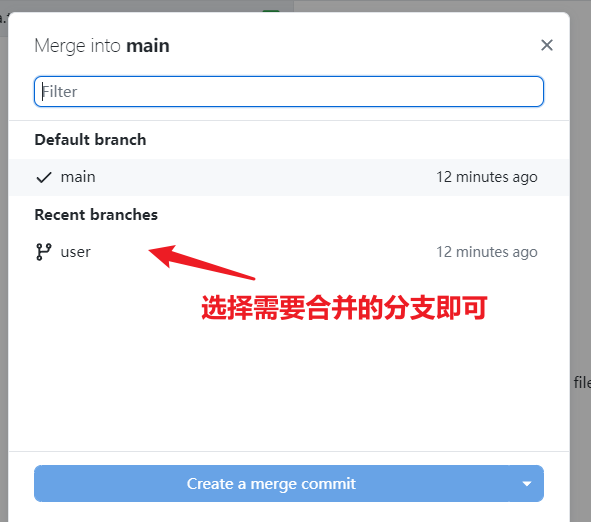 Merge into main
Filter
Default branch
main 12 minutes ago
Recent branches
user 12 minutes ago
选择需要合并的分支即可
file
Create a merge commit